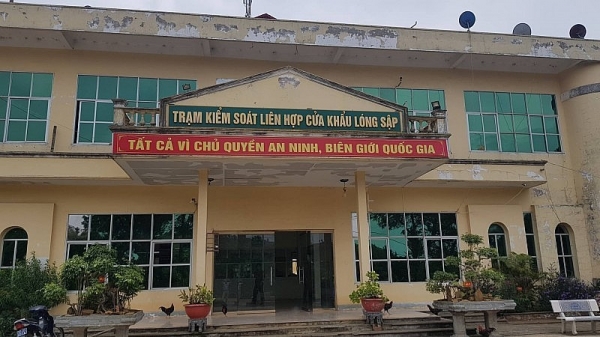 TRẠM KIỂM SOÁT LIÊN HỢP CỬA KHẨU LÓNG SẬP
TẤT CẢ VÌ CHỦ QUYỀN AN NINH, BIÊN GIỚI QUỐC GIA